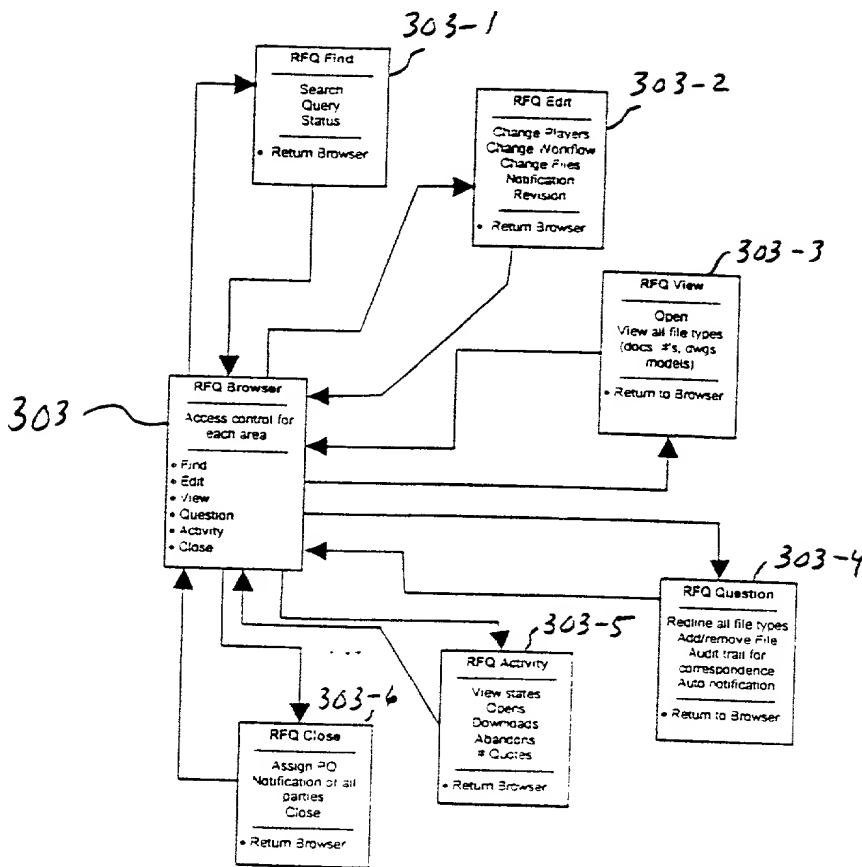 303-1
RFQ Find
Search
Query
Status
• Return Browser
303-2
RFQ Edit
Change Players
Change Workflow
Change Files
Notification
Revision
• Return Browser
303-3
RFQ View
Open
View all file types
(docs, #'s, dwgs
models)
• Return to Browser
303
RFQ Browser
Access control for
each area
• Find
• Edit
• View
• Question
• Activity
• Close
303-4
RFQ Question
Redline all file types
Add/remove File
Audit trail for
correspondence
Auto notification
• Return to Browser
303-5
RFQ Activity
View states
Opens
Downloads
Abandons
# Quotes
• Return Browser
...
303-6
RFQ Close
Assign PO
Notification of all
parties
Close
• Return Browser